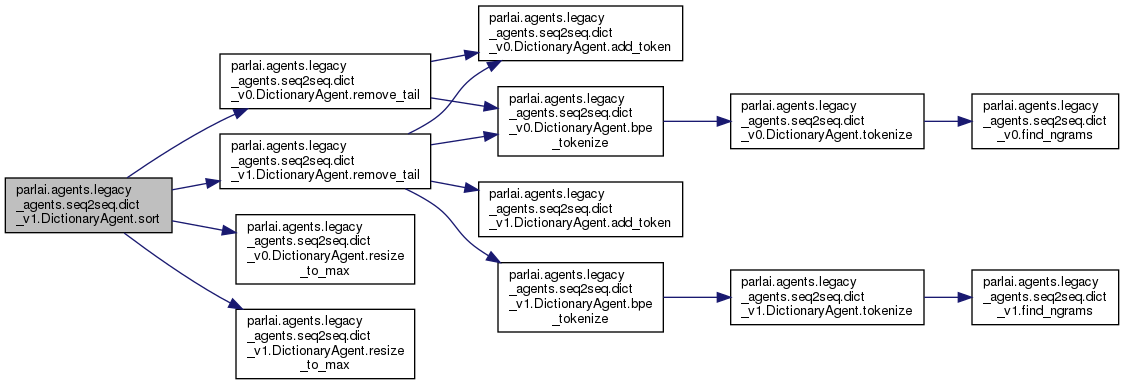 parlai.agents.legacy
_agents.seq2seq.dict
_v1.DictionaryAgent.sort
parlai.agents.legacy
_agents.seq2seq.dict
_v0.DictionaryAgent.remove_tail
parlai.agents.legacy
_agents.seq2seq.dict
_v1.DictionaryAgent.remove_tail
parlai.agents.legacy
_agents.seq2seq.dict
_v0.DictionaryAgent.resize
_to_max
parlai.agents.legacy
_agents.seq2seq.dict
_v1.DictionaryAgent.resize
_to_max
parlai.agents.legacy
_agents.seq2seq.dict
_v0.DictionaryAgent.add_token
parlai.agents.legacy
_agents.seq2seq.dict
_v0.DictionaryAgent.bpe
_tokenize
parlai.agents.legacy
_agents.seq2seq.dict
_v1.DictionaryAgent.add_token
parlai.agents.legacy
_agents.seq2seq.dict
_v1.DictionaryAgent.bpe
_tokenize
parlai.agents.legacy
_agents.seq2seq.dict
_v0.DictionaryAgent.tokenize
parlai.agents.legacy
_agents.seq2seq.dict
_v0.find_ngrams
parlai.agents.legacy
_agents.seq2seq.dict
_v1.DictionaryAgent.tokenize
parlai.agents.legacy
_agents.seq2seq.dict
_v1.find_ngrams